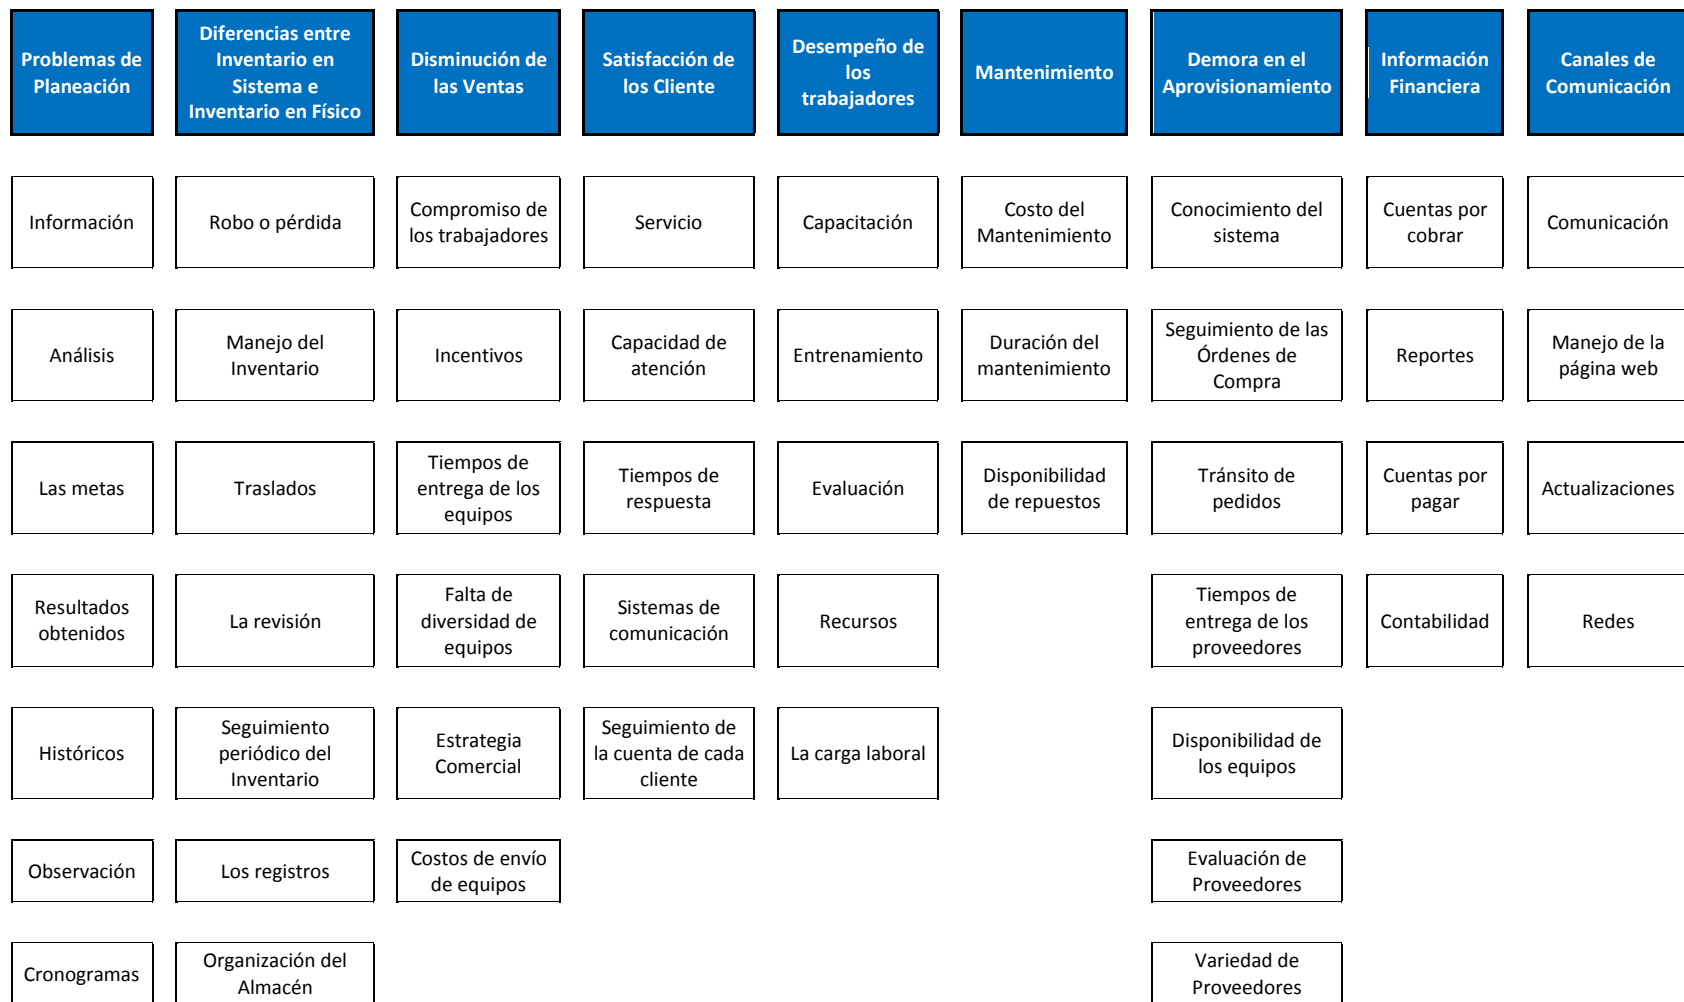 Problemas de
Planeación
Diferencias entre
Inventario en
Sistema e
Inventario en Físico
Disminución de
las Ventas
Satisfacción de
los Cliente
Desempeño de
los
trabajadores
Mantenimiento
Demora en el
Aprovisionamiento
Información
Financiera
Canales de
Comunicación
Información
Robo o pérdida
Compromiso de
los trabajadores
Servicio
Capacitación
Costo del
Mantenimiento
Conocimiento del
sistema
Cuentas por
cobrar
Comunicación
Análisis
Manejo del
Inventario
Incentivos
Capacidad de
atención
Entrenamiento
Duración del
mantenimiento
Seguimiento de las
Órdenes de
Compra
Reportes
Manejo de la
página web
Las metas
Traslados
Tiempos de
entrega de los
equipos
Tiempos de
respuesta
Evaluación
Disponibilidad
de repuestos
Tránsito de
pedidos
Cuentas por
pagar
Actualizaciones
Resultados
obtenidos
La revisión
Falta de
diversidad de
equipos
Sistemas de
comunicación
Recursos
Tiempos de
entrega de los
proveedores
Contabilidad
Redes
Históricos
Seguimiento
periódico del
Inventario
Estrategia
Comercial
Seguimiento de
la cuenta de cada
cliente
La carga laboral
Disponibilidad de
los equipos
Observación
Los registros
Costos de envío
de equipos
Evaluación de
Proveedores
Cronogramas
Organización del
Almacén
Variedad de
Proveedores